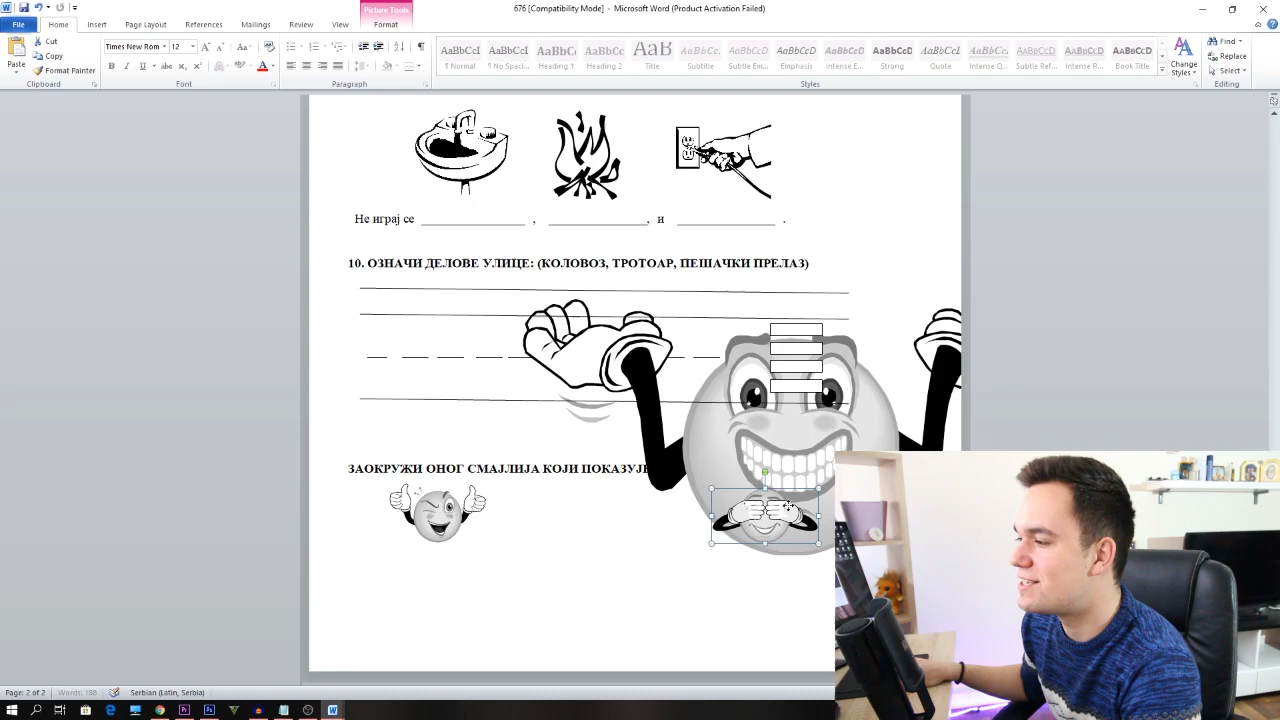 676 [Compatibility Mode] - Microsoft Word (Product Activation Failed)
Picture Tools
File Home Insert Page Layout References Mailings Review View Format
Paste
Cut
Copy
Format Painter
Clipboard
Times New Rom 12
Font
Paragraph
AaBbCcI AaBbCcI AaBbCc AaBbCc AaB AaBbCc AaBbCcI AaBbCcD AaBbCcD AaBbCcD AaBbCcI AaBbCcI AaBbCcD AaBbCcD AaBbCcD
¶ Normal ¶ No Spaci... Heading 1 Heading 2 Title Subtitle Subtle Em... Emphasis Intense E... Strong Quote Intense Q... Subtle Ref... Intense R... Book Title
Styles
Change Styles
Find
Replace
Select
Editing
Не играј се , , и .
10. ОЗНАЧИ ДЕЛОВЕ УЛИЦЕ: (КОЛОВОЗ, ТРОТОАР, ПЕШАЧКИ ПРЕЛАЗ)
ЗАОКРУЖИ ОНОГ СМАЈЛИЈА КОЈИ ПОКАЗУЈЕ
Page: 2 of 2 Words: 188 Serbian (Latin, Serbia)